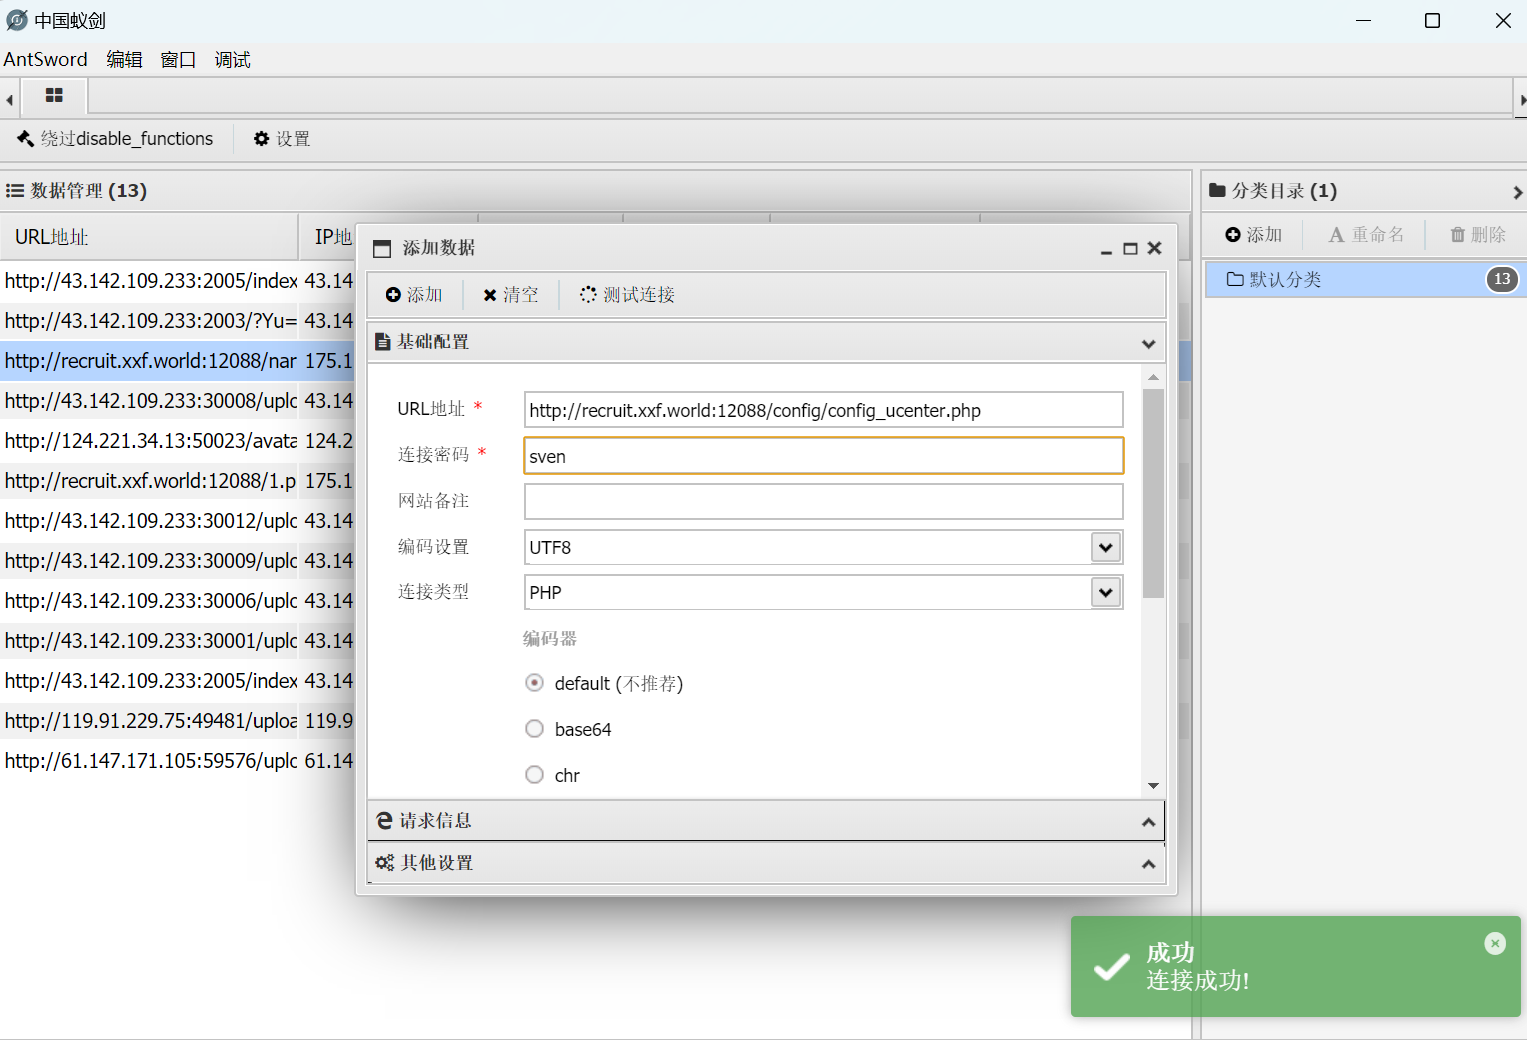 中国蚁剑
AntSword 编辑 窗口 调试
绕过disable_functions 设置
数据管理 (13)
URL地址 IP地
http://43.142.109.233:2005/index 43.14
http://43.142.109.233:2003/?Yu= 43.14
http://recruit.xxf.world:12088/nar 175.1
http://43.142.109.233:30008/uplo 43.14
http://124.221.34.13:50023/avata 124.2
http://recruit.xxf.world:12088/1.p 175.1
http://43.142.109.233:30012/uplo 43.14
http://43.142.109.233:30009/uplo 43.14
http://43.142.109.233:30006/uplo 43.14
http://43.142.109.233:30001/uplo 43.14
http://43.142.109.233:2005/index 43.14
http://119.91.229.75:49481/uploa 119.9
http://61.147.171.105:59576/uplo 61.14
添加数据
添加 清空 测试连接
基础配置
URL地址 * http://recruit.xxf.world:12088/config/config_ucenter.php
连接密码 * sven
网站备注
编码设置 UTF8
连接类型 PHP
编码器
default (不推荐)
base64
chr
请求信息
其他设置
分类目录 (1)
添加 重命名 删除
默认分类 13
成功
连接成功!